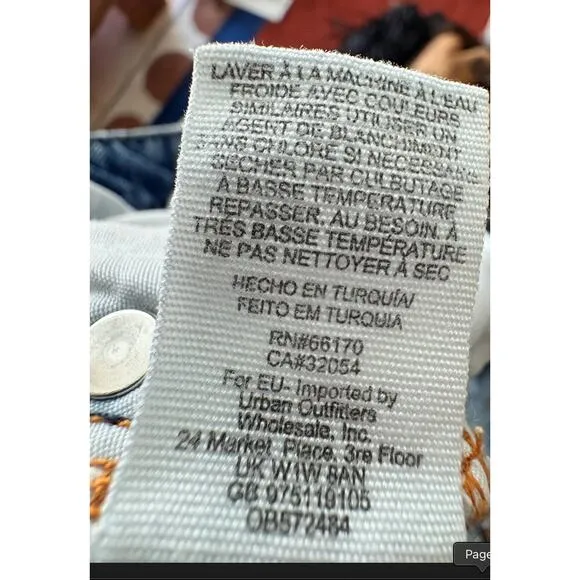 LAVER À LA MACHINE À L'EAU
FROIDE AVEC COULEURS
SIMILAIRES UTILISER UN
AGENT DE BLANCHIMENT
SANS CHLORE SI NECESSAIRE
SÉCHER PAR CULBUTAGE
À BASSE TEMPÉRATURE
REPASSER, AU BESOIN, À
TRÈS BASSE TEMPÉRATURE
NE PAS NETTOYER À SEC
HECHO EN TURQUÍA/
FEITO EM TURQUIA
RN#66170
CA#32054
For EU- Imported by
Urban Outfitters
Wholesale, Inc.
24 Market, Place, 3re Floor
UK W1W 8AN
GB 975119105
OB572484
Page